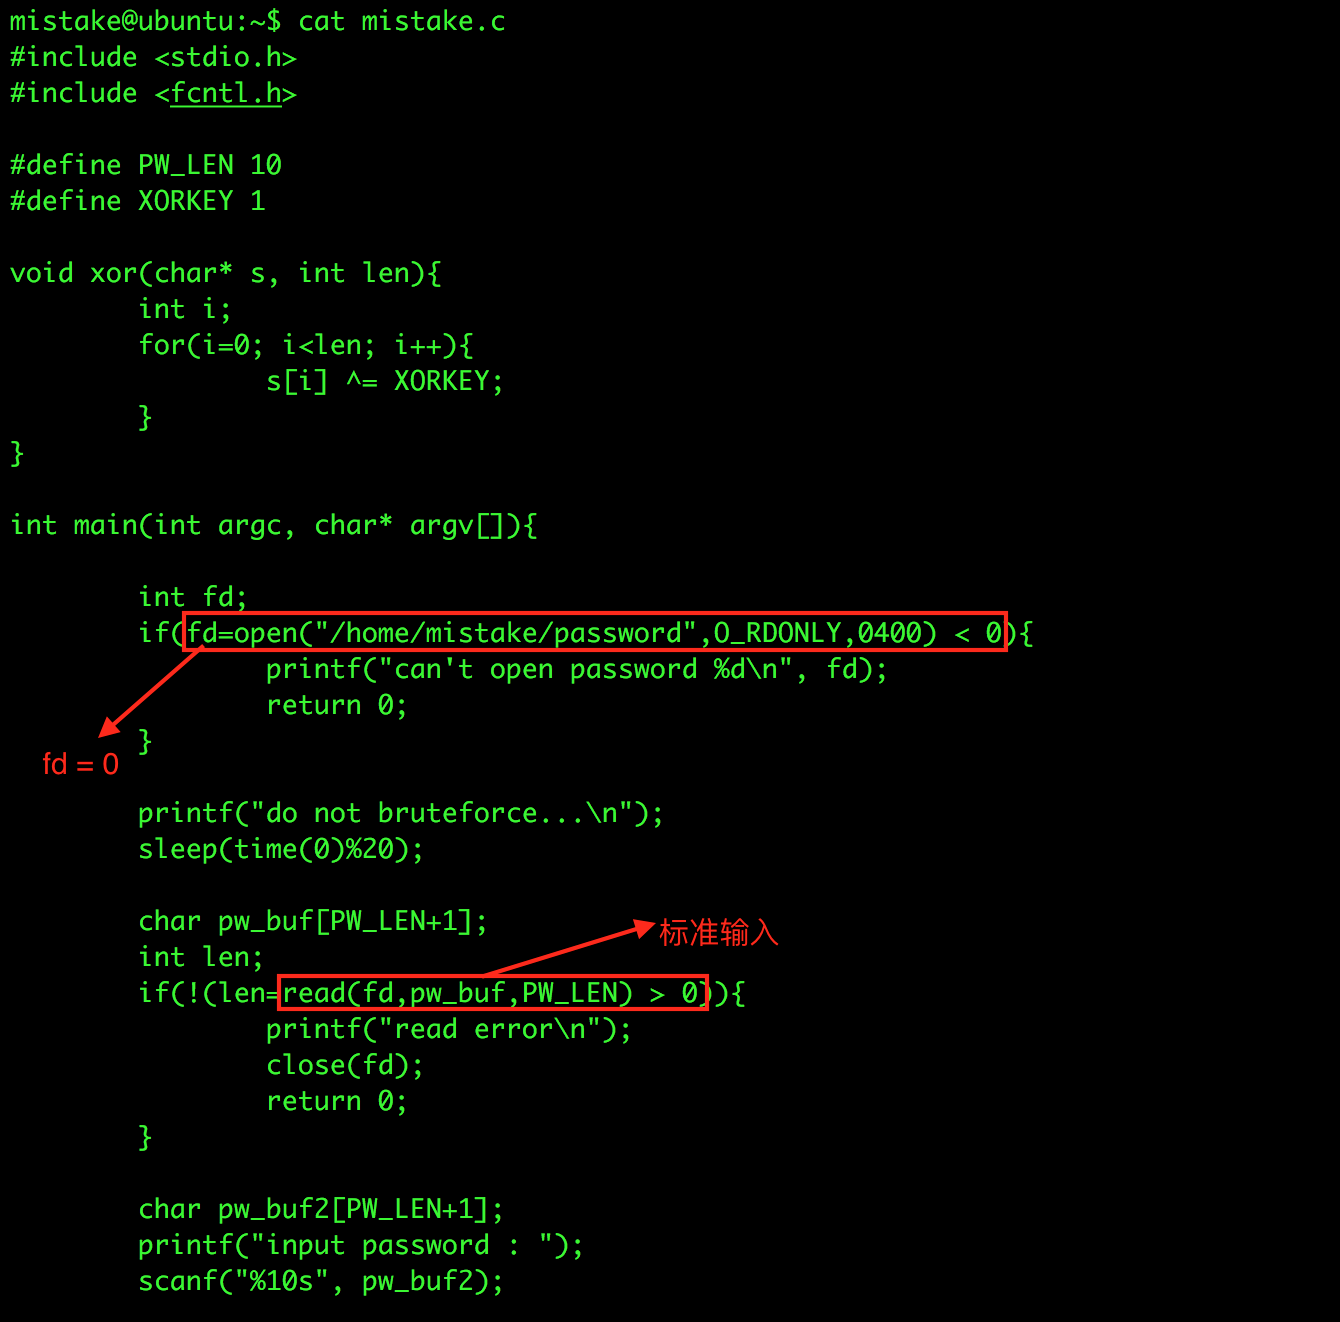 mistake@ubuntu:~$ cat mistake.c
#include <stdio.h>
#include <fcntl.h>
#define PW_LEN 10
#define XORKEY 1
void xor(char* s, int len){
int i;
for(i=0; i<len; i++){
s[i] ^= XORKEY;
}
}
int main(int argc, char* argv[]){
int fd;
if(fd=open("/home/mistake/password",O_RDONLY,0400) < 0){
printf("can't open password %d\n", fd);
return 0;
}
fd = 0
printf("do not bruteforce...\n");
sleep(time(0)%20);
char pw_buf[PW_LEN+1];
标准输入
int len;
if(!(len=read(fd,pw_buf,PW_LEN) > 0)){
printf("read error\n");
close(fd);
return 0;
}
char pw_buf2[PW_LEN+1];
printf("input password : ");
scanf("%10s", pw_buf2);